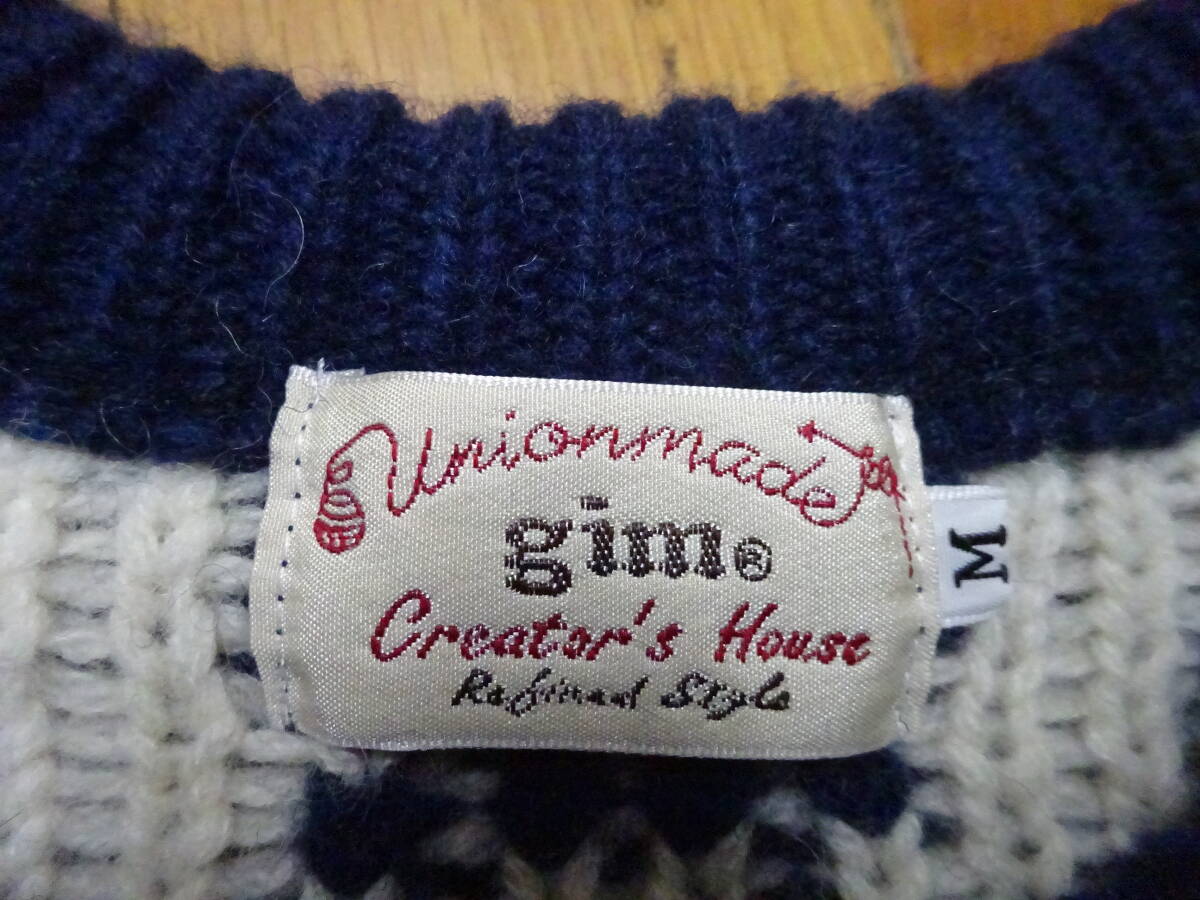 Unionmade
gim®
Creator's House
Refined Style
M